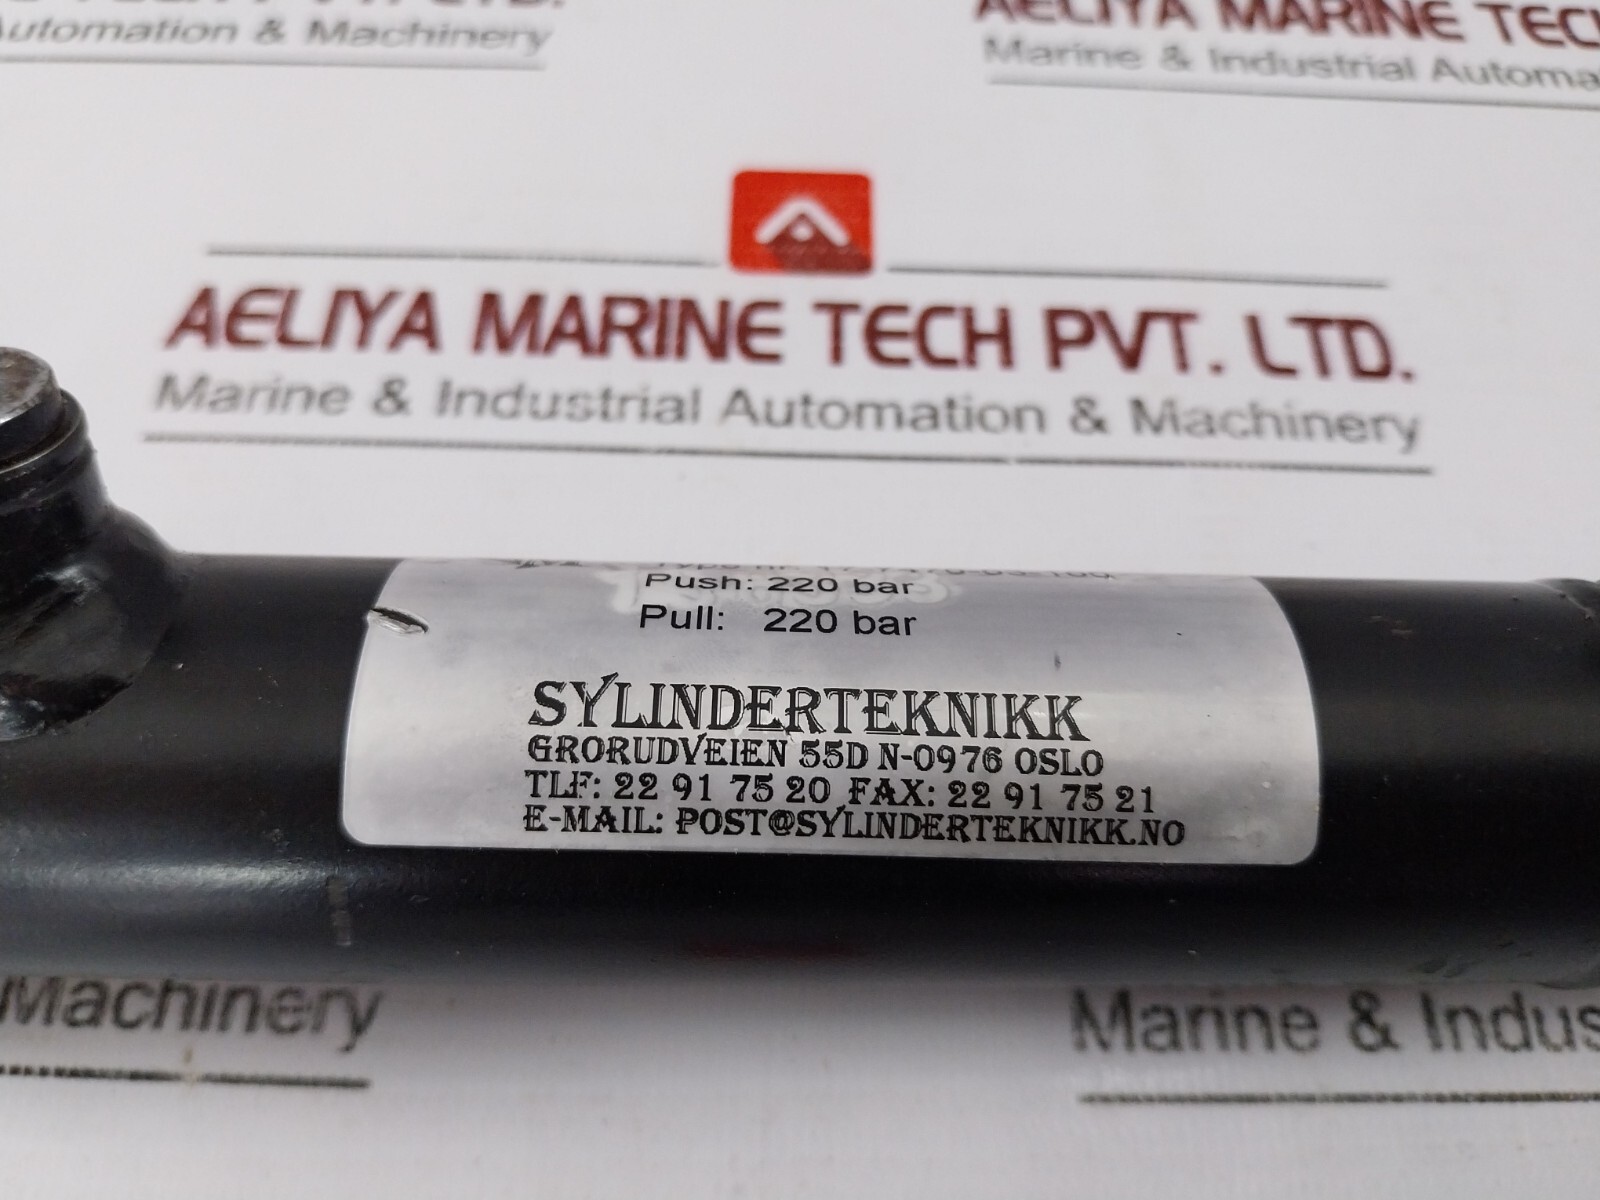 Automation & Machinery
AELIYA MARINE TECH
Marine & Industrial
AELIYA MARINE TECH PVT. LTD.
Marine & Industrial Automation & Machinery
Push: 220 bar
Pull: 220 bar
SYLINDERTEKNIKK
GRORUDVEIEN 55D N-0976 OSLO
TLF: 22 91 75 20 FAX: 22 91 75 21
E-MAIL: POST@SYLINDERTEKNIKK.NO
Machinery
Marine & Indus